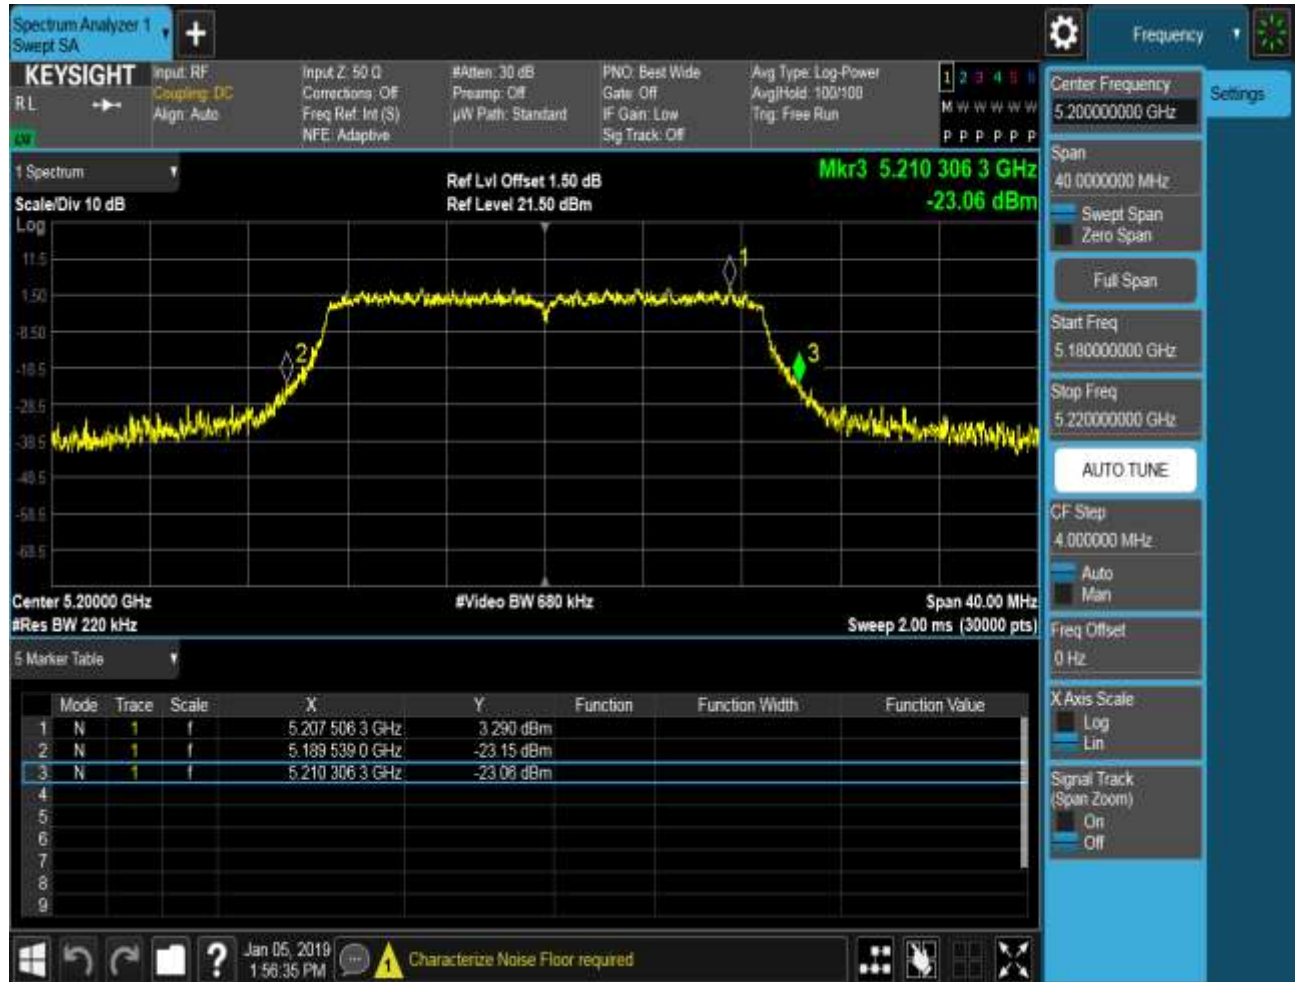 Spectrum Analyzer 1
Swept SA
Frequency
KEYSIGHT
RL
Input: RF
Coupling: DC
Align: Auto
Input Z: 50 Ω
Corrections: Off
Freq Ref: Int (S)
NFE: Adaptive
#Atten: 30 dB
Preamp: Off
µW Path: Standard
PNO: Best Wide
Gate: Off
IF Gain: Low
Sig Track: Off
Avg Type: Log-Power
Avg|Hold: 100/100
Trig: Free Run
1 2 3 4 5 6
M W W W W W
P P P P P P
1 Spectrum
Scale/Div 10 dB
Log
Ref Lvl Offset 1.50 dB
Ref Level 21.50 dBm
Mkr3 5.210 306 3 GHz
-23.06 dBm
11.5
1.50
-8.50
-18.5
-28.5
-38.5
-48.5
-58.5
-68.5
1
2
3
Center 5.20000 GHz
#Res BW 220 kHz
#Video BW 680 kHz
Span 40.00 MHz
Sweep 2.00 ms (30000 pts)
5 Marker Table
Mode Trace Scale X Y Function Function Width Function Value
1 N 1 f 5.207 506 3 GHz 3.290 dBm
2 N 1 f 5.189 539 0 GHz -23.15 dBm
3 N 1 f 5.210 306 3 GHz -23.06 dBm
4
5
6
7
8
9
Jan 05, 2019
1:56:35 PM
Characterize Noise Floor required
Center Frequency
5.200000000 GHz
Settings
Span
40.0000000 MHz
Swept Span
Zero Span
Full Span
Start Freq
5.180000000 GHz
Stop Freq
5.220000000 GHz
AUTO TUNE
CF Step
4.000000 MHz
Auto
Man
Freq Offset
0 Hz
X Axis Scale
Log
Lin
Signal Track
(Span Zoom)
On
Off